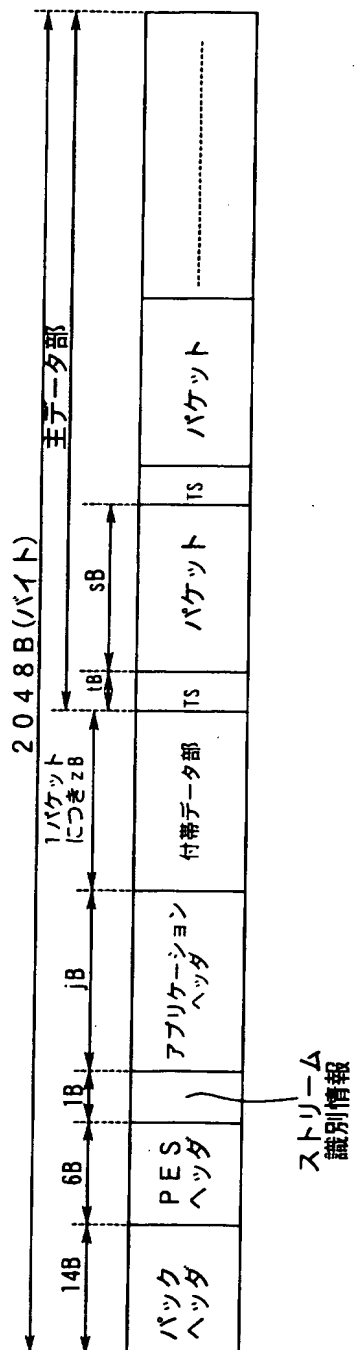 2048B(バイト)
主データ部
14B
6B
1B
jB
1パケット
につきzB
tB
sB
パック
ヘッダ
PES
ヘッダ
アプリケーション
ヘッダ
付帯データ部
TS
パケット
TS
パケット
ストリーム
識別情報